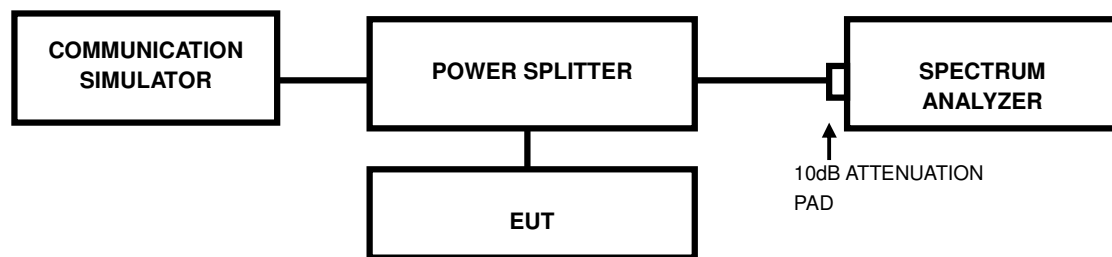 COMMUNICATION
SIMULATOR
POWER SPLITTER
SPECTRUM
ANALYZER
10dB ATTENUATION
PAD
EUT